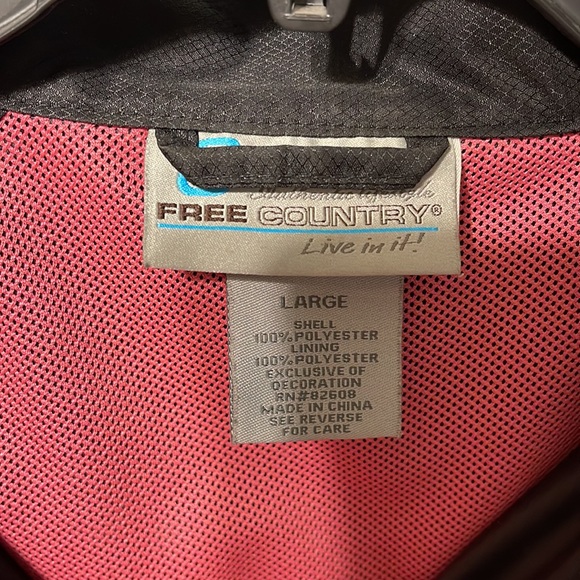 FREE COUNTRY®
Live in it!
LARGE
SHELL
100% POLYESTER
LINING
100% POLYESTER
EXCLUSIVE OF
DECORATION
RN#82608
MADE IN CHINA
SEE REVERSE
FOR CARE